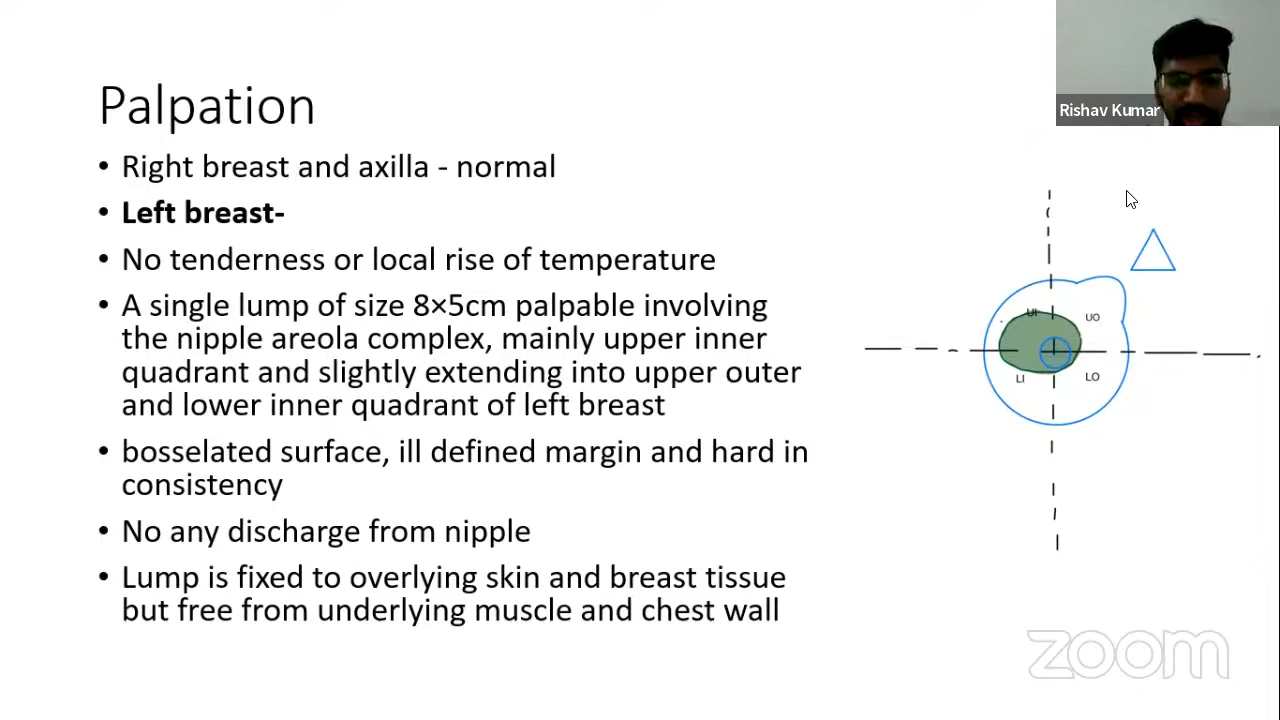 Rishav Kumar
Palpation
• Right breast and axilla - normal
• Left breast-
• No tenderness or local rise of temperature
• A single lump of size 8×5cm palpable involving
the nipple areola complex, mainly upper inner
quadrant and slightly extending into upper outer
and lower inner quadrant of left breast
• bosselated surface, ill defined margin and hard in
consistency
• No any discharge from nipple
• Lump is fixed to overlying skin and breast tissue
but free from underlying muscle and chest wall
UI
UO
LI
LO
zoom